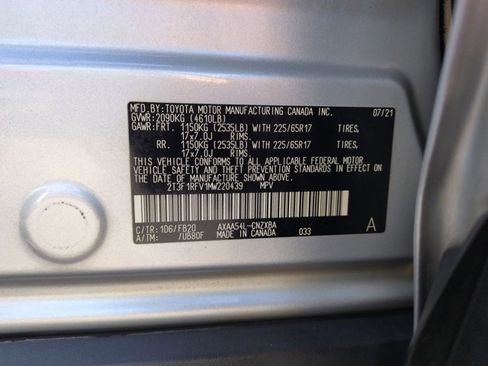 MFD.BY:TOYOTA MOTOR MANUFACTURING CANADA INC. 07/21
GVWR:2090KG (4610LB)
GAWR:FRT. 1150KG (2535LB) WITH 225/65R17 TIRES,
17x7.0J RIMS.
RR. 1150KG (2535LB) WITH 225/65R17 TIRES,
17x7.0J RIMS.
THIS VEHICLE CONFORMS TO ALL APPLICABLE FEDERAL MOTOR VEHICLE
SAFETY AND THEFT PREVENTION STANDARDS IN EFFECT ON
THE DATE OF MANUFACTURE SHOWN ABOVE.
2T3F1RFV1MW220439 MPV
C/TR:1D6/FB20 AXAA54L-CNZXBA A
A/TM: /UBB0F MADE IN CANADA 033